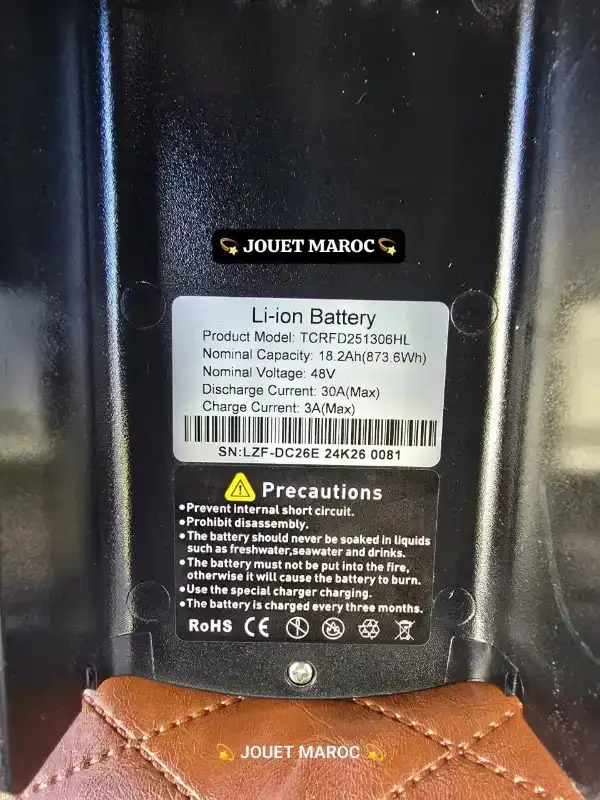 JOUET MAROC
Li-ion Battery
Product Model: TCRFD251306HL
Nominal Capacity: 18.2Ah(873.6Wh)
Nominal Voltage: 48V
Discharge Current: 30A(Max)
Charge Current: 3A(Max)
SN:LZF-DC26E 24K26 0081
Precautions
•Prevent internal short circuit.
•Prohibit disassembly.
•The battery should never be soaked in liquids
such as freshwater,seawater and drinks.
•The battery must not be put into the fire,
otherwise it will cause the battery to burn.
•Use the special charger charging.
•The battery is charged every three months.
RoHS CE
JOUET MAROC